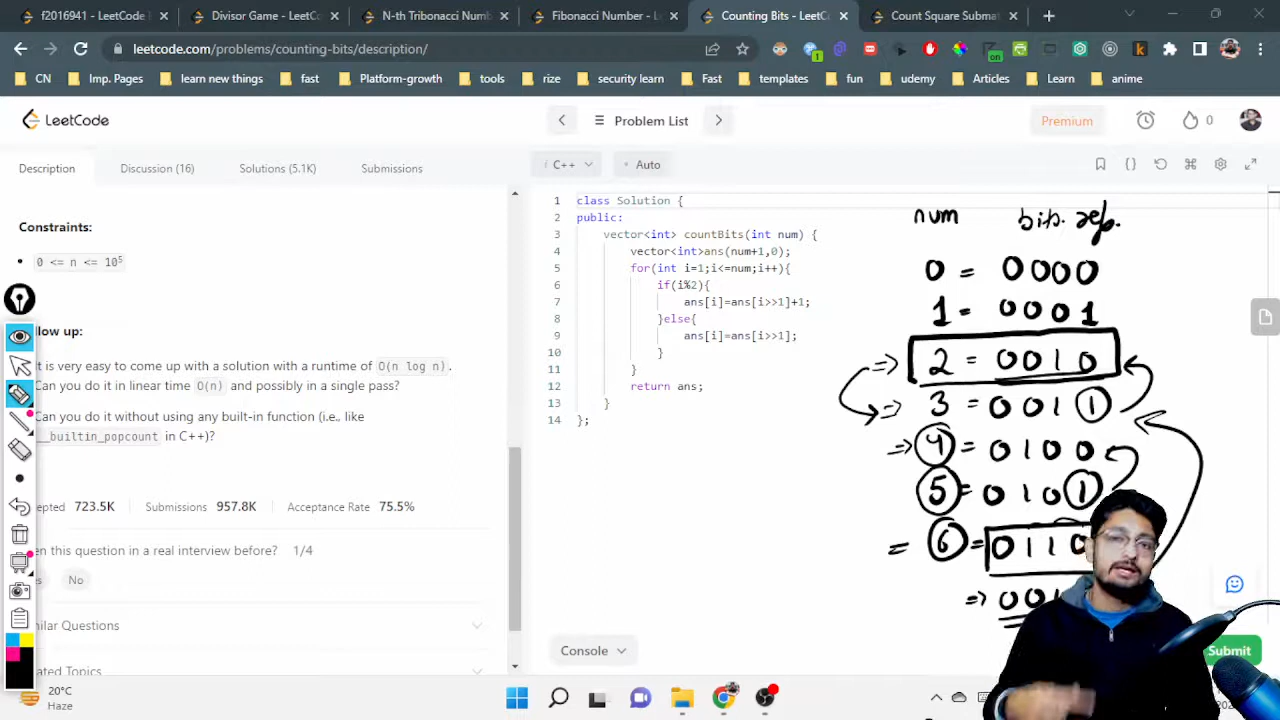 f2016941 - LeetCode
Divisor Game - LeetCode
N-th Tribonacci Num
Fibonacci Number - L
Counting Bits - LeetC
Count Square Submat
leetcode.com/problems/counting-bits/description/
CN
Imp. Pages
learn new things
fast
Platform-growth
tools
rize
security learn
Fast
templates
fun
udemy
Articles
Learn
anime
LeetCode
Problem List
Premium
0
Description
Discussion (16)
Solutions (5.1K)
Submissions
C++
Auto
Constraints:
0 <= n <= 10⁵
llow up:
t is very easy to come up with a solution with a runtime of O(n log n).
Can you do it in linear time O(n) and possibly in a single pass?
Can you do it without using any built-in function (i.e., like
__builtin_popcount in C++)?
epted 723.5K
Submissions 957.8K
Acceptance Rate 75.5%
en this question in a real interview before? 1/4
es
No
ilar Questions
ated Topics
1 class Solution {
2 public:
3 vector<int> countBits(int num) {
4 vector<int>ans(num+1,0);
5 for(int i=1;i<=num;i++){
6 if(i%2){
7 ans[i]=ans[i>>1]+1;
8 }else{
9 ans[i]=ans[i>>1];
10 }
11 }
12 return ans;
13 }
14 };
num bin. rep.
0 = 0000
1 = 0001
⇒ 2 = 0010
⇒ 3 = 0011
⇒ 4 = 0100
5 = 0101
= 6 = 0110
⇒ 00
Console
Submit
20°C
Haze